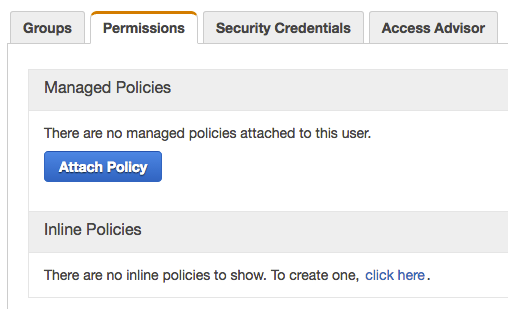 Groups Permissions Security Credentials Access Advisor
Managed Policies
There are no managed policies attached to this user.
Attach Policy
Inline Policies
There are no inline policies to show. To create one, click here.